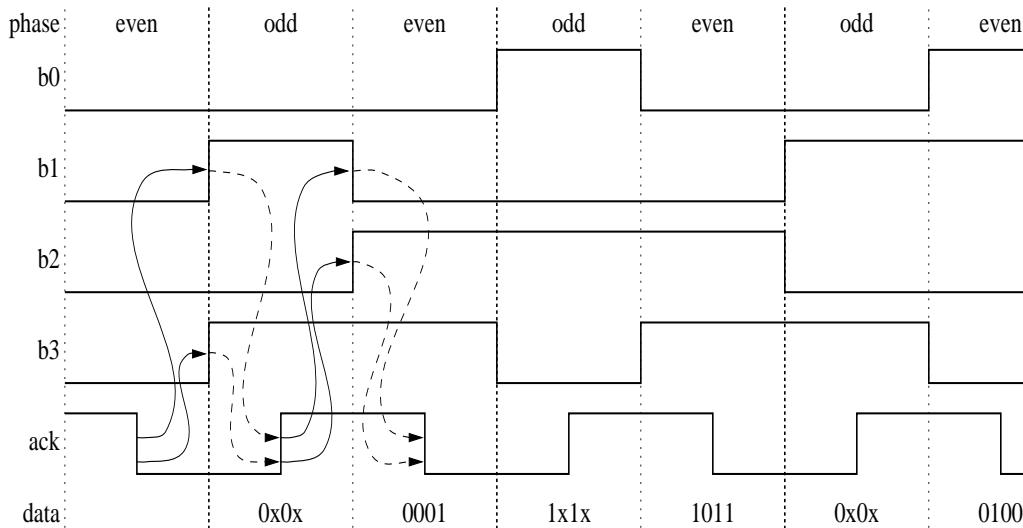 phase even odd even odd even odd even
b0
b1
b2
b3
ack
data 0x0x 0001 1x1x 1011 0x0x 0100